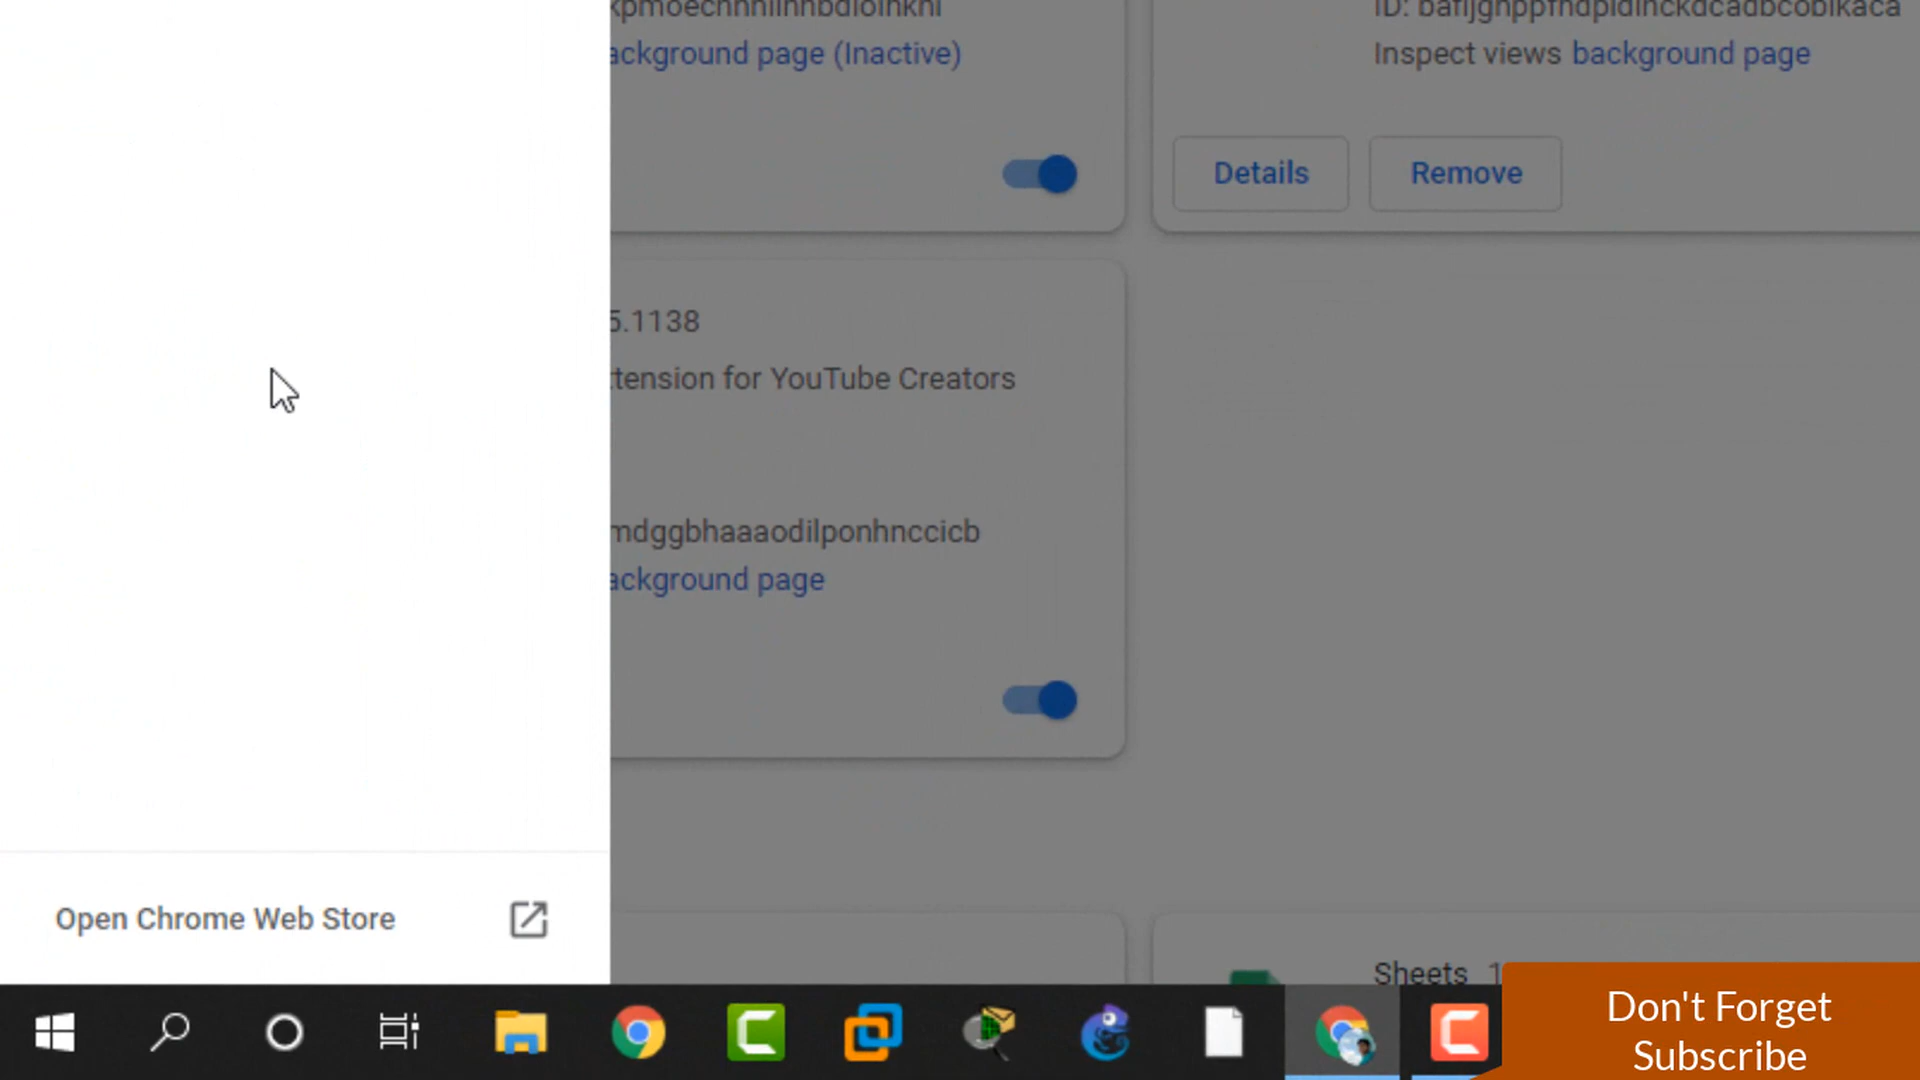 ackground page (Inactive)
Inspect views background page
Details
Remove
5.1138
tension for YouTube Creators
mdggbhaaaodilponhnccicb
ackground page
Open Chrome Web Store
Sheets 1
Don't Forget
Subscribe